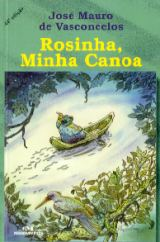 José Mauro
de Vasconcelos
Rosinha,
Minha Canoa